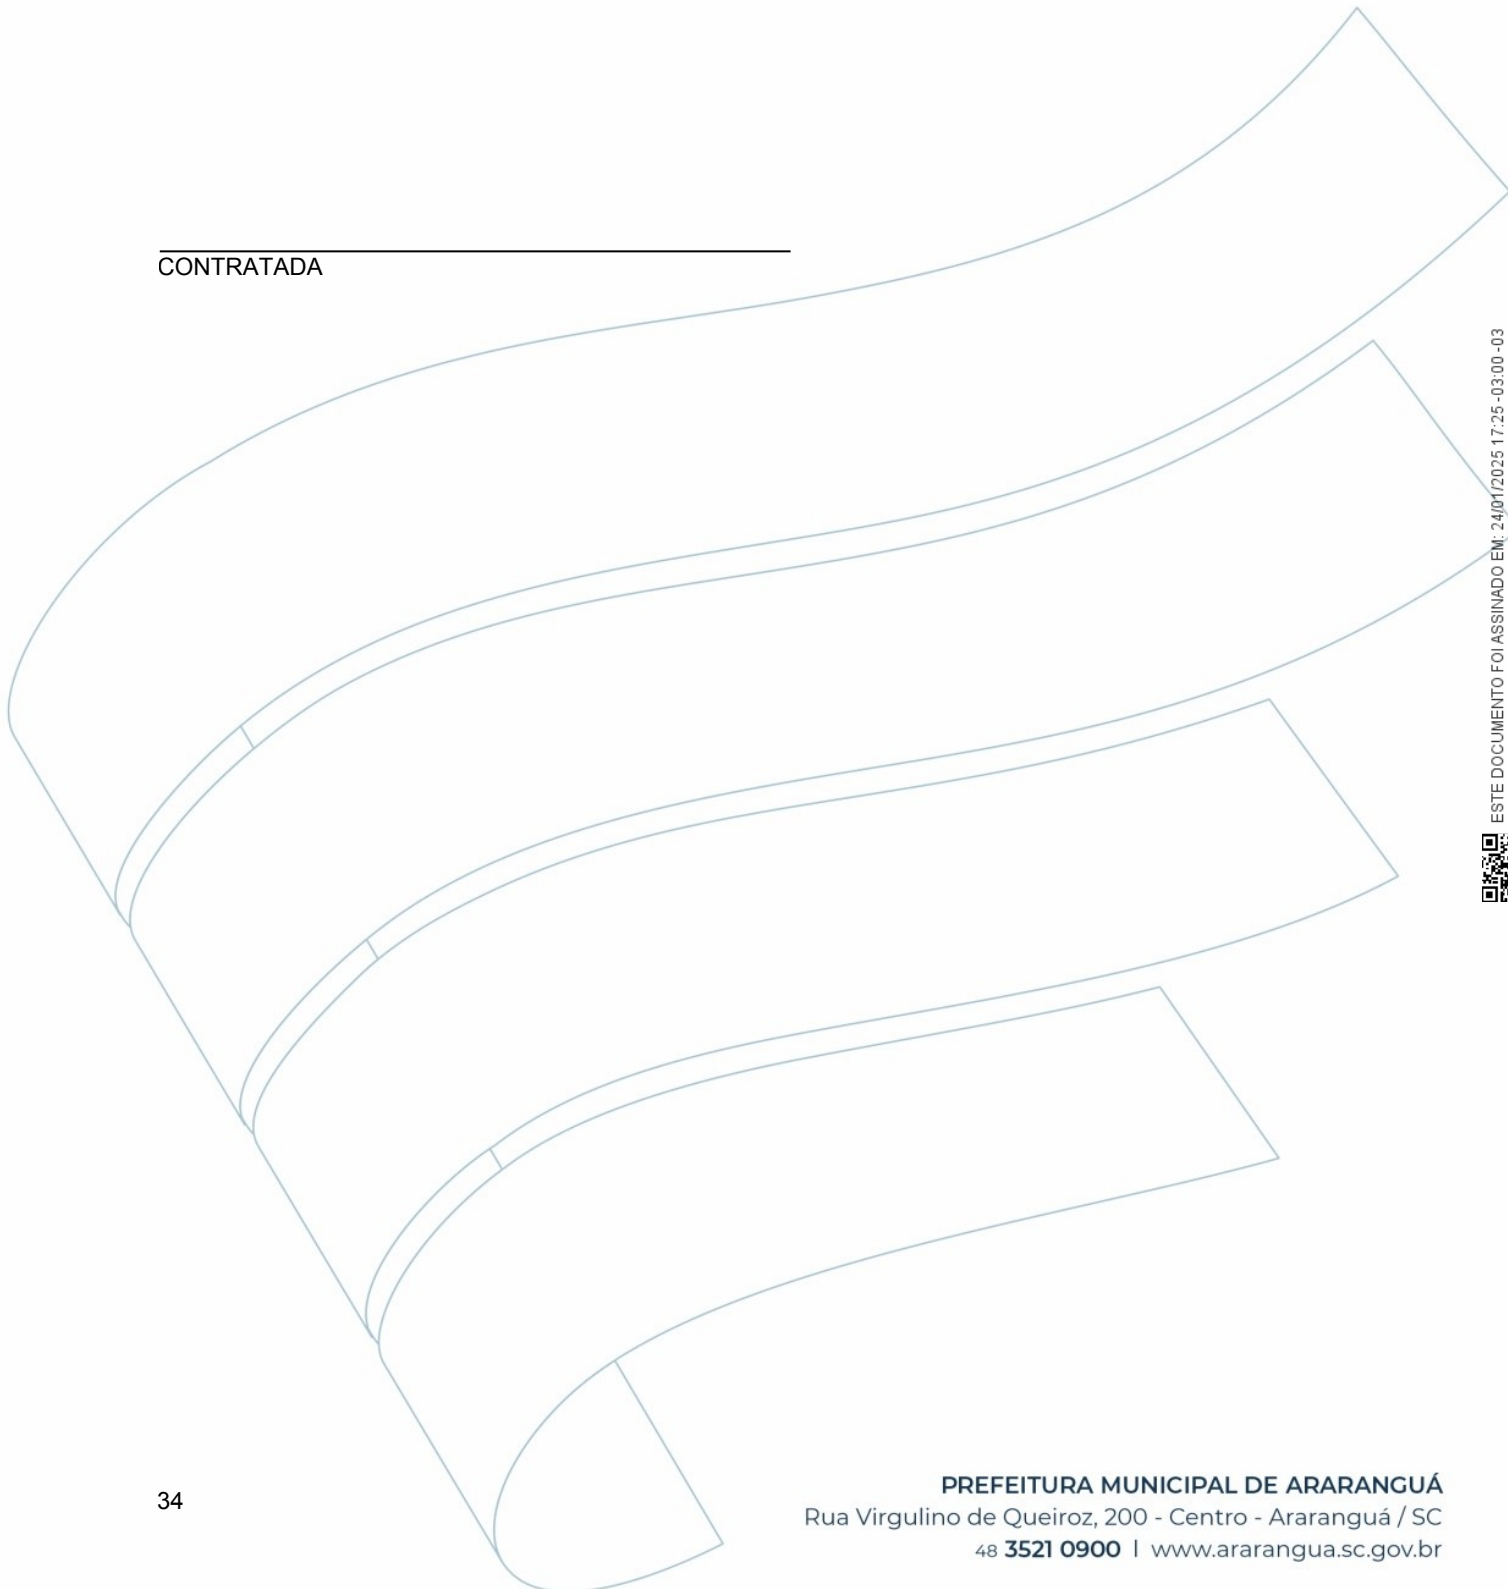 CONTRATADA
ESTE DOCUMENTO FOI ASSINADO EM: 24/01/2025 17:25 -03:00 -03
34
PREFEITURA MUNICIPAL DE ARARANGUÁ
Rua Virgulino de Queiroz, 200 - Centro - Araranguá / SC
48 3521 0900 | www.ararangua.sc.gov.br